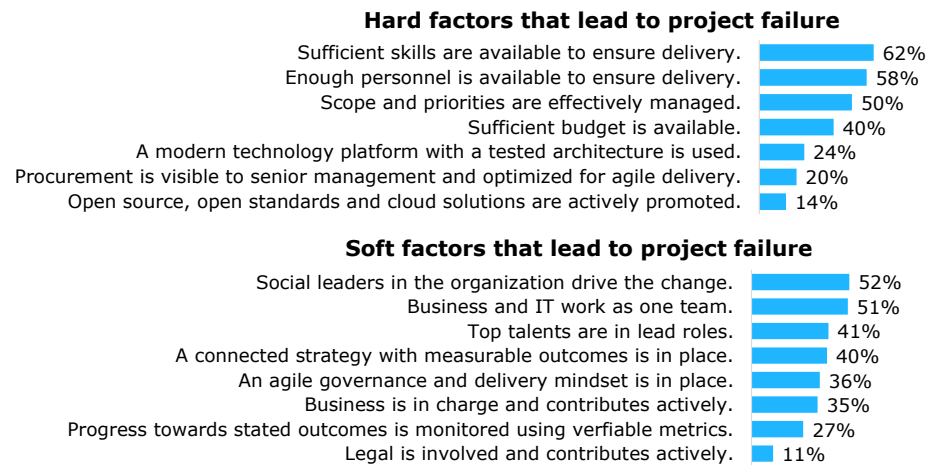 Hard factors that lead to project failure
Sufficient skills are available to ensure delivery. 62%
Enough personnel is available to ensure delivery. 58%
Scope and priorities are effectively managed. 50%
Sufficient budget is available. 40%
A modern technology platform with a tested architecture is used. 24%
Procurement is visible to senior management and optimized for agile delivery. 20%
Open source, open standards and cloud solutions are actively promoted. 14%
Soft factors that lead to project failure
Social leaders in the organization drive the change. 52%
Business and IT work as one team. 51%
Top talents are in lead roles. 41%
A connected strategy with measurable outcomes is in place. 40%
An agile governance and delivery mindset is in place. 36%
Business is in charge and contributes actively. 35%
Progress towards stated outcomes is monitored using verfiable metrics. 27%
Legal is involved and contributes actively. 11%